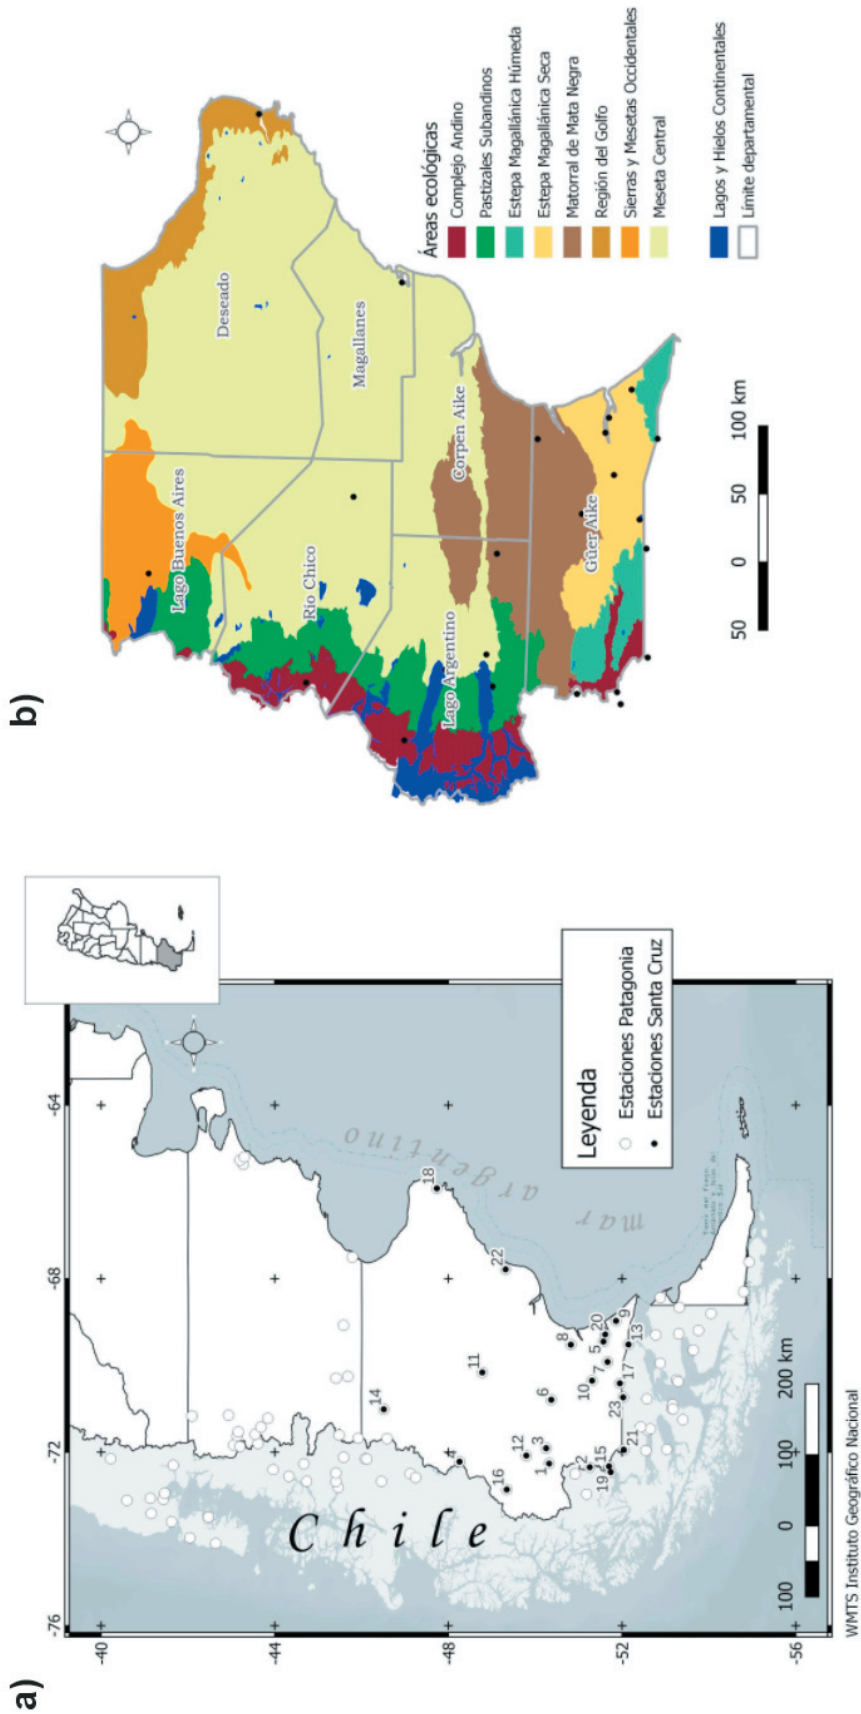 a)
-76
-72
-68
-64
-40
-44
-48
-52
-56
Chile
mar argentino
14
18
4
11
22
16
12
3
1
6
8
2
15
19
10
7
5
20
9
13
17
23
21
Leyenda
Estaciones Patagonia
Estaciones Santa Cruz
100 0 100 200 km
WMTS Instituto Geográfico Nacional
b)
Lago Buenos Aires
Deseado
Río Chico
Magallanes
Lago Argentino
Corpen Aike
Güer Aike
Áreas ecológicas
Complejo Andino
Pastizales Subandinos
Estepa Magallánica Húmeda
Estepa Magallánica Seca
Matorral de Mata Negra
Región del Golfo
Sierras y Mesetas Occidentales
Meseta Central
Lagos y Hielos Continentales
Límite departamental
50 0 50 100 km